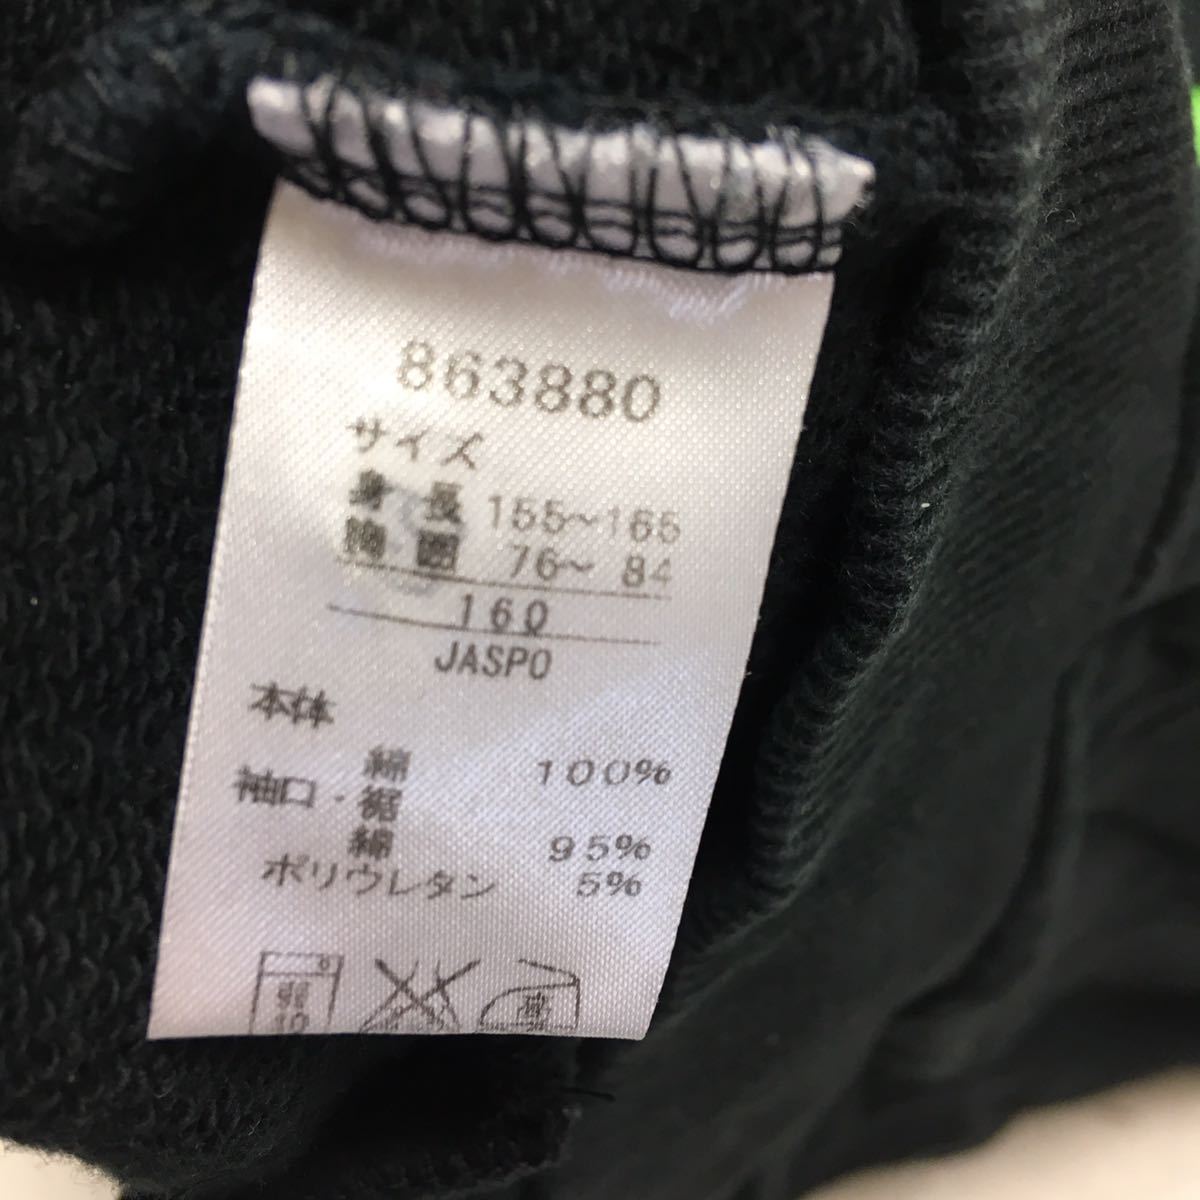 863880
サイズ
身長 155～165
胸囲 76～ 84
160
JASPO
本体
綿 100%
袖口・裾
綿 95%
ポリウレタン 5%
高